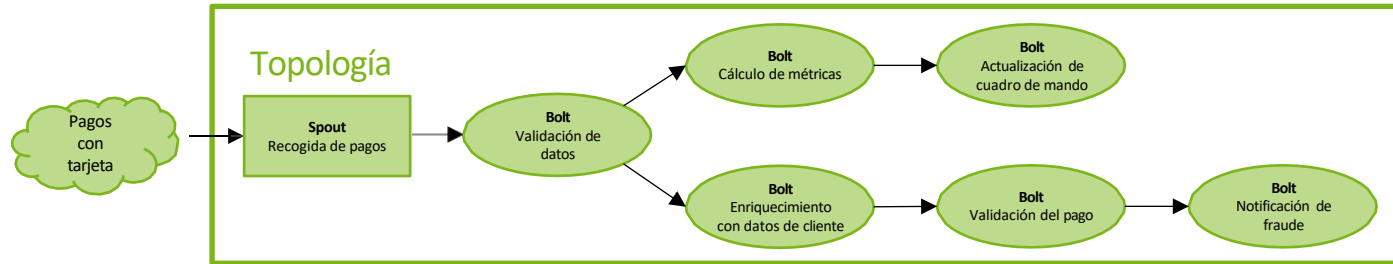 Topología
Pagos
con
tarjeta
Spout
Recogida de pagos
Bolt
Validación de
datos
Bolt
Cálculo de métricas
Bolt
Actualización de
cuadro de mando
Bolt
Enriquecimiento
con datos de cliente
Bolt
Validación del pago
Bolt
Notificación de
fraude